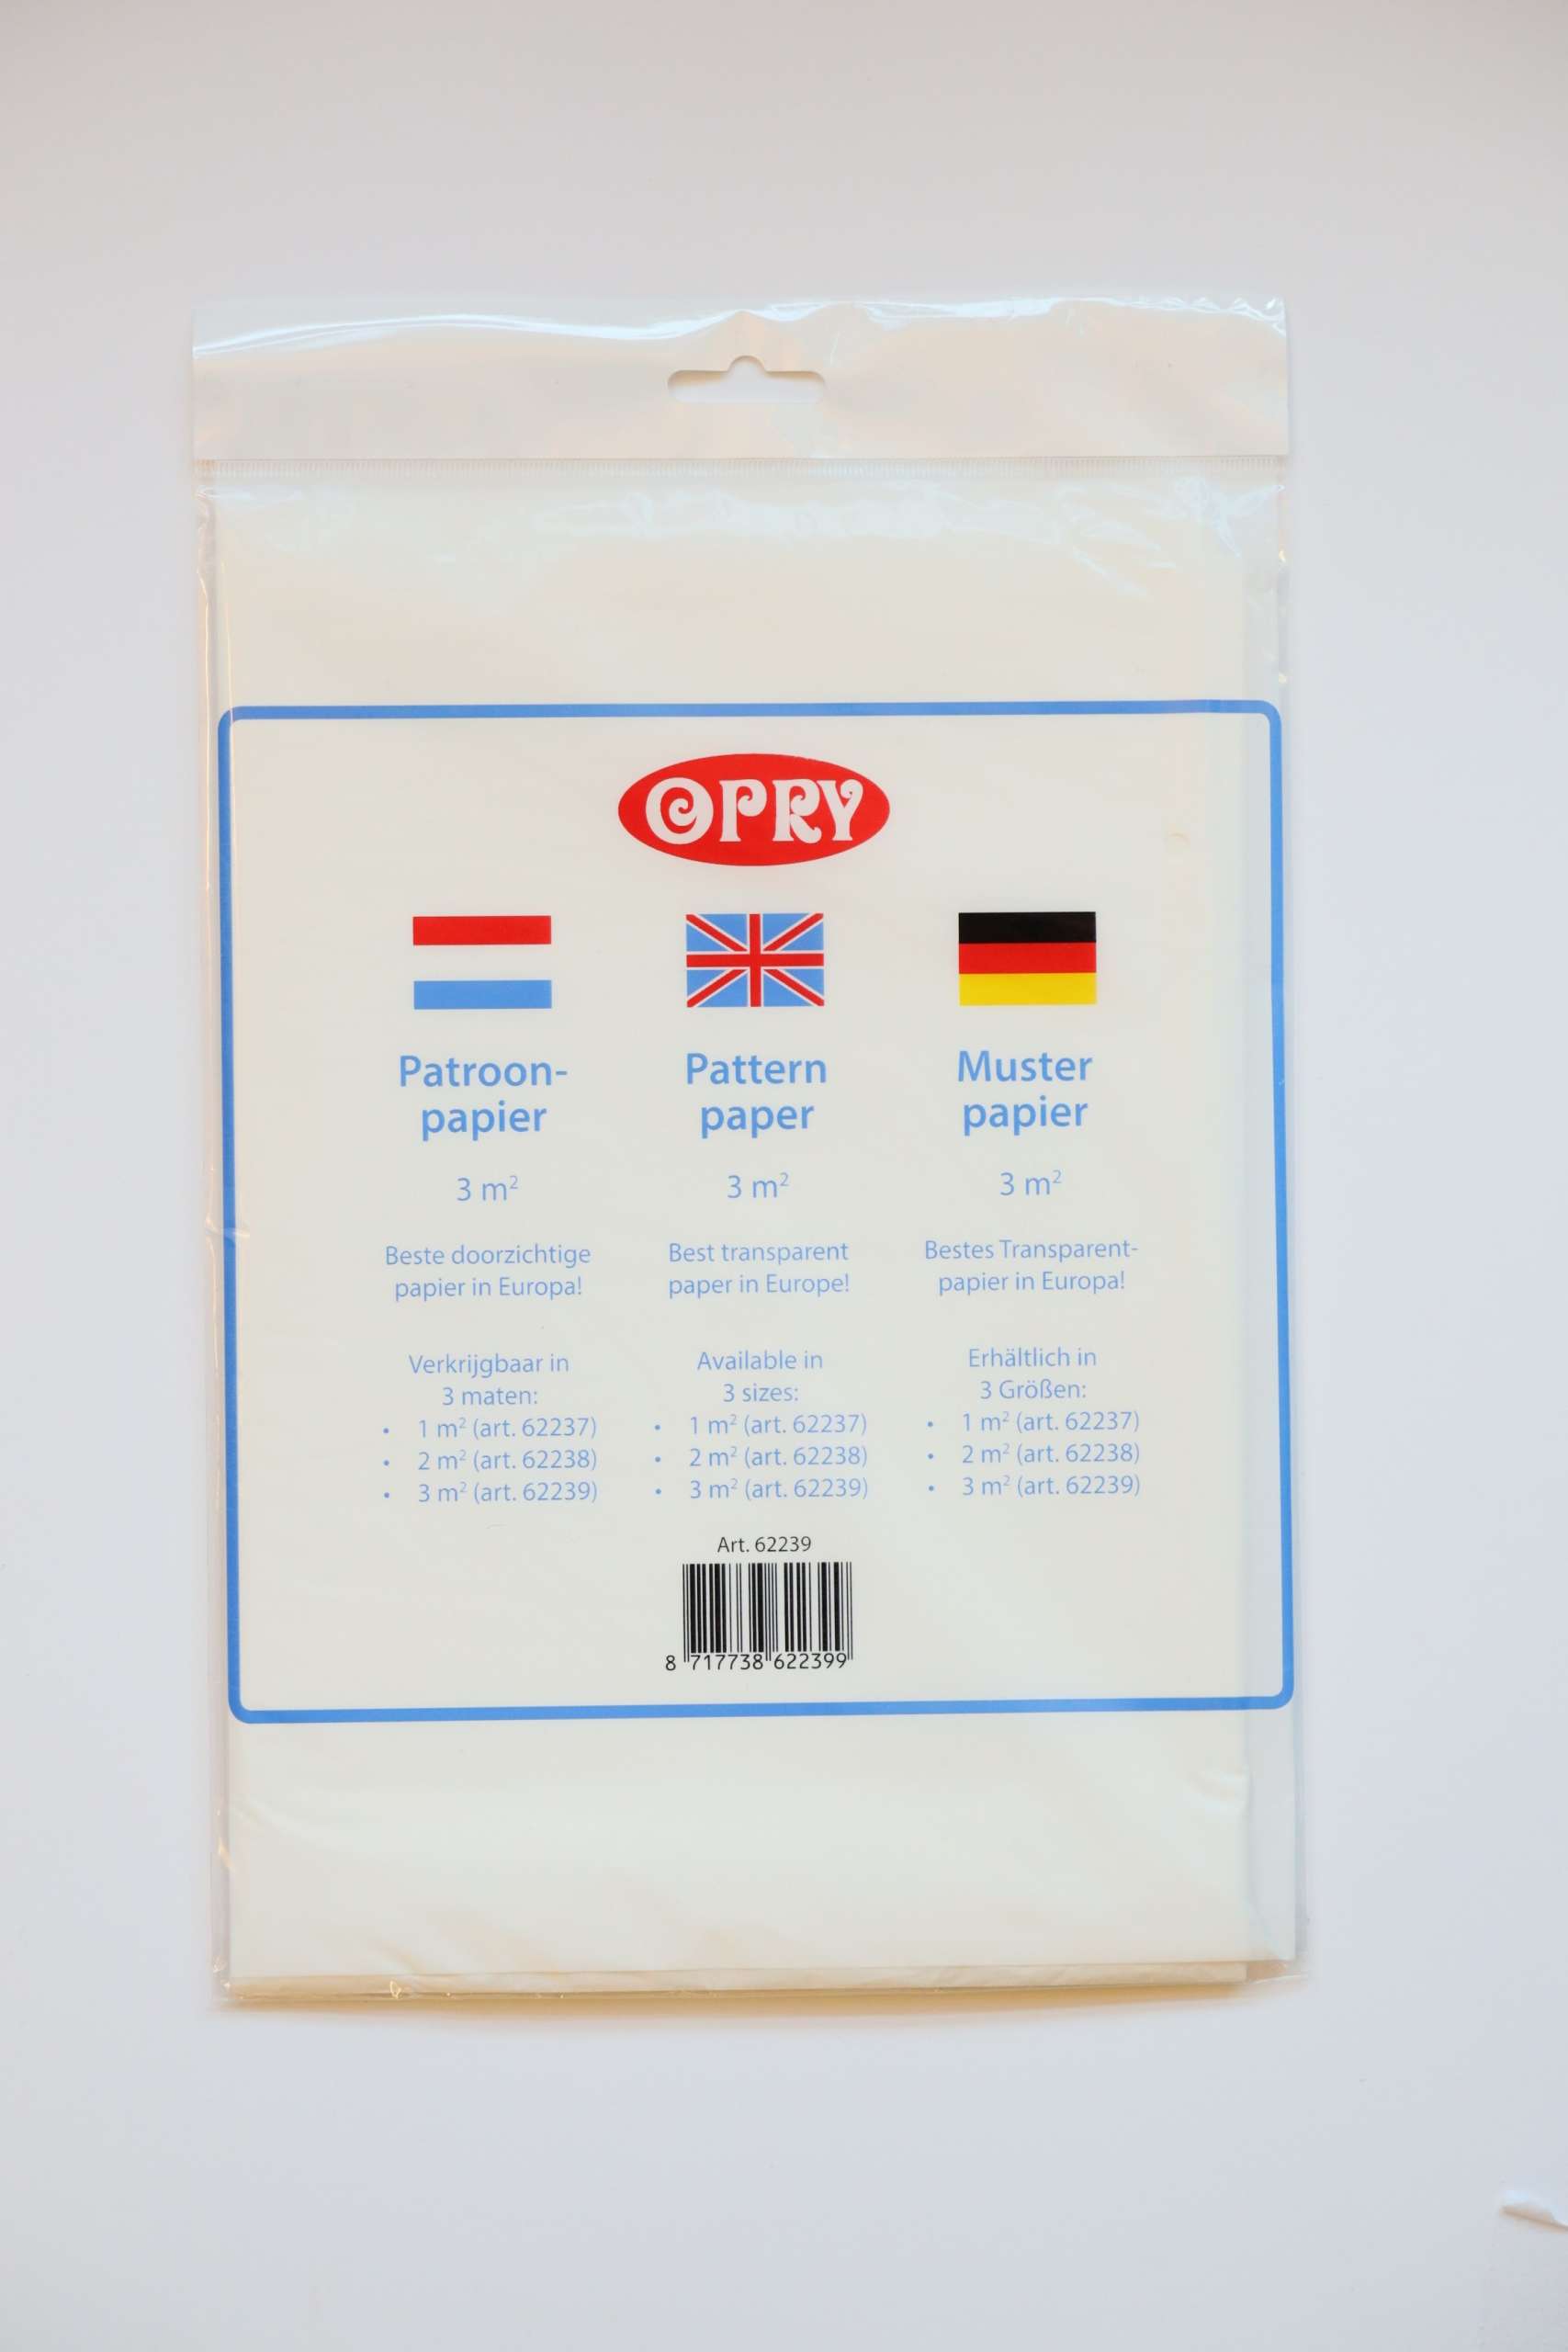 OPRY
Patroon-
papier
3 m²
Beste doorzichtige
papier in Europa!
Verkrijgbaar in
3 maten:
• 1 m² (art. 62237)
• 2 m² (art. 62238)
• 3 m² (art. 62239)
Pattern
paper
3 m²
Best transparent
paper in Europe!
Available in
3 sizes:
• 1 m² (art. 62237)
• 2 m² (art. 62238)
• 3 m² (art. 62239)
Muster
papier
3 m²
Bestes Transparent-
papier in Europa!
Erhältlich in
3 Größen:
• 1 m² (art. 62237)
• 2 m² (art. 62238)
• 3 m² (art. 62239)
Art. 62239
8 717738 622399